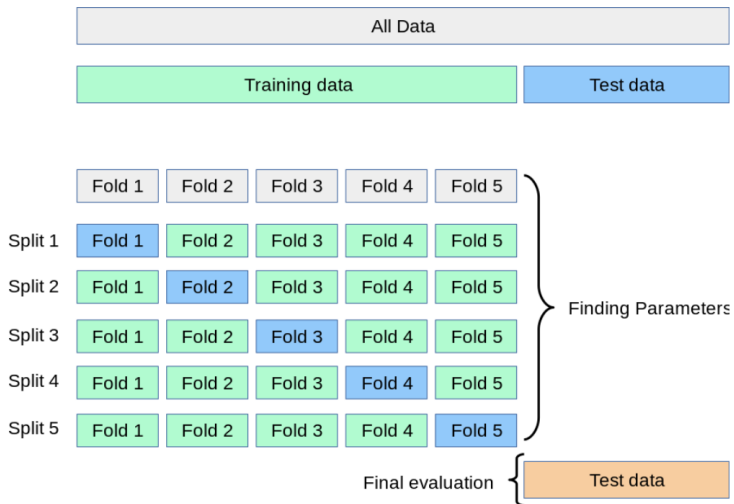 All Data
Training data Test data
Fold 1 Fold 2 Fold 3 Fold 4 Fold 5
Split 1 Fold 1 Fold 2 Fold 3 Fold 4 Fold 5
Split 2 Fold 1 Fold 2 Fold 3 Fold 4 Fold 5
Finding Parameters
Split 3 Fold 1 Fold 2 Fold 3 Fold 4 Fold 5
Split 4 Fold 1 Fold 2 Fold 3 Fold 4 Fold 5
Split 5 Fold 1 Fold 2 Fold 3 Fold 4 Fold 5
Final evaluation Test data